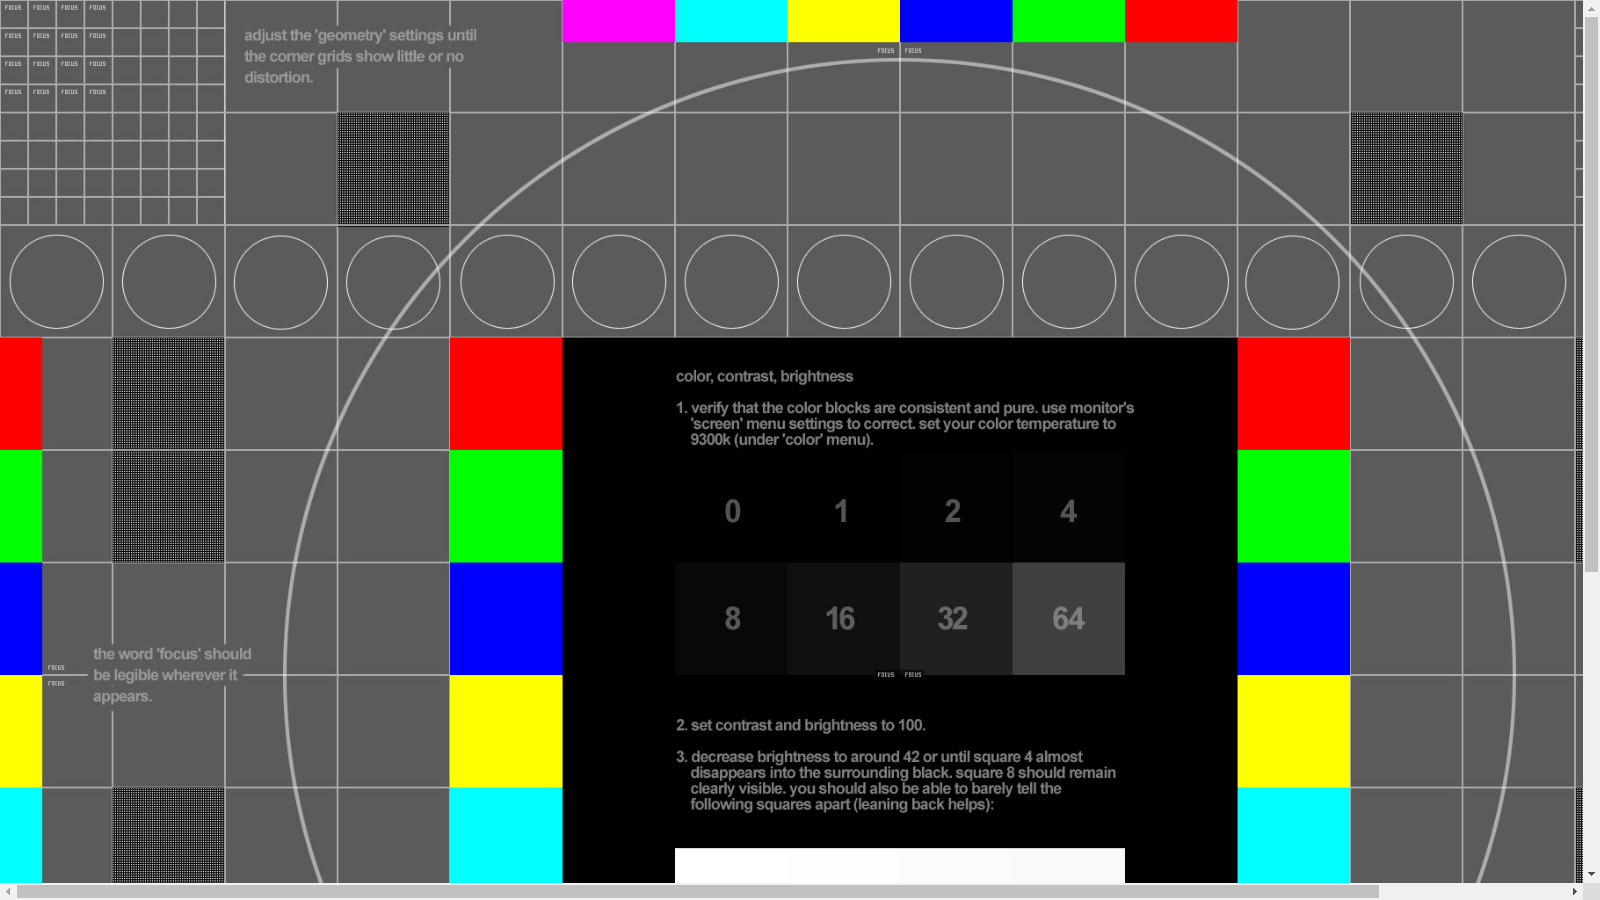 FOCUS FOCUS FOCUS FOCUS
FOCUS FOCUS FOCUS FOCUS
FOCUS FOCUS FOCUS FOCUS
FOCUS FOCUS FOCUS FOCUS
adjust the 'geometry' settings until
the corner grids show little or no
distortion.
FOCUS FOCUS
color, contrast, brightness
1. verify that the color blocks are consistent and pure. use monitor's
'screen' menu settings to correct. set your color temperature to
9300k (under 'color' menu).
0 1 2 4
8 16 32 64
FOCUS FOCUS
the word 'focus' should
be legible wherever it
appears.
FOCUS
FOCUS
2. set contrast and brightness to 100.
3. decrease brightness to around 42 or until square 4 almost
disappears into the surrounding black. square 8 should remain
clearly visible. you should also be able to barely tell the
following squares apart (leaning back helps):